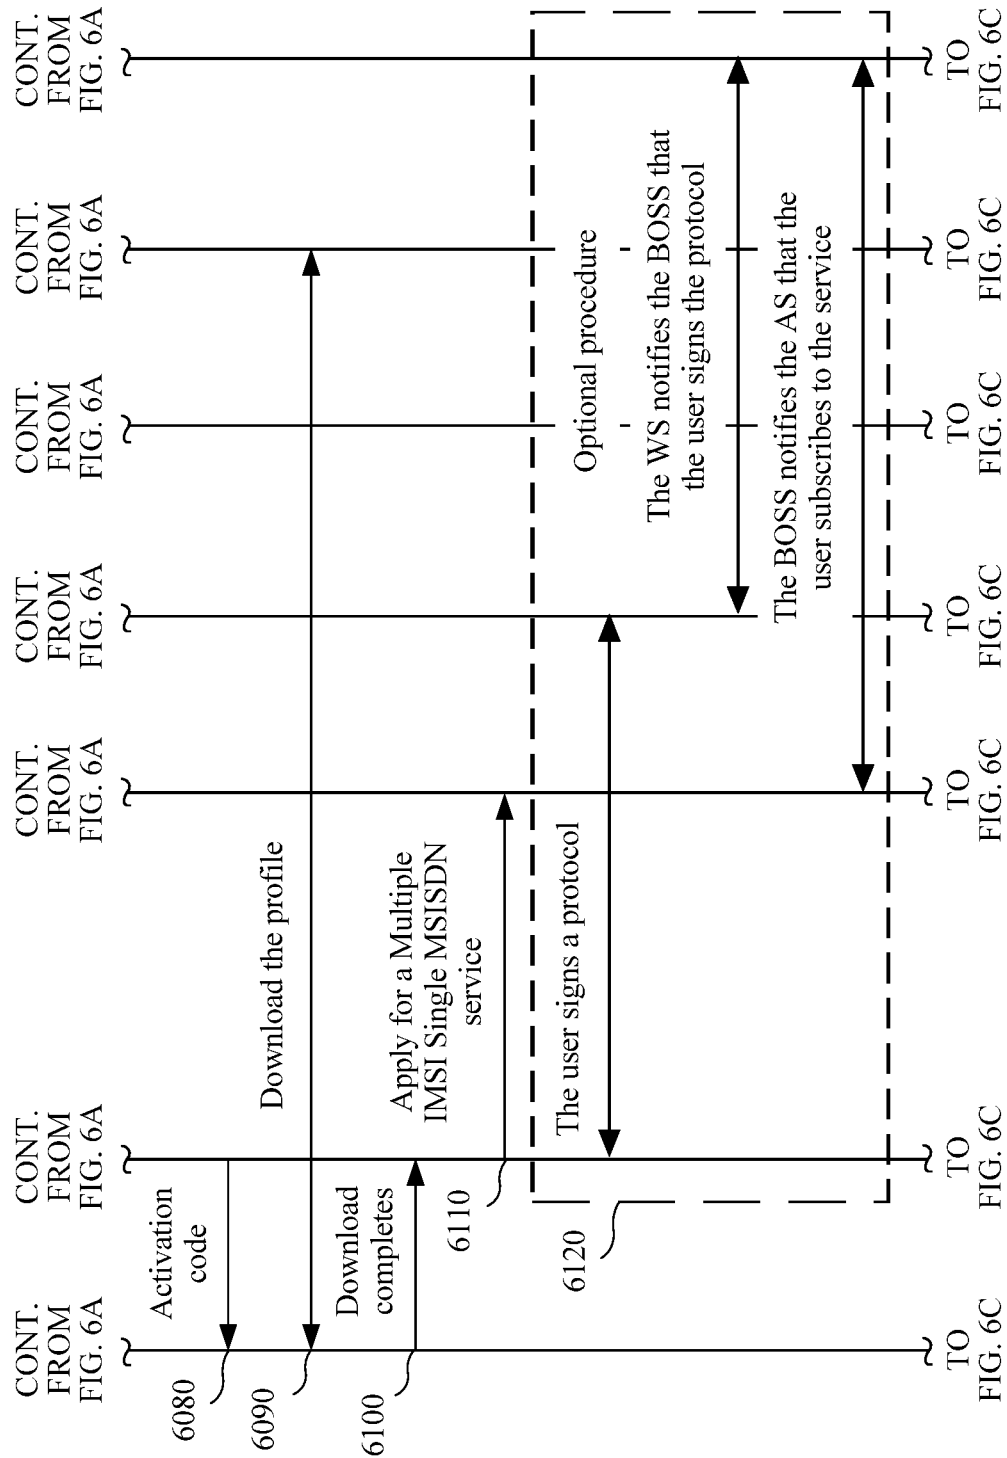 CONT.
FROM
FIG. 6A
CONT.
FROM
FIG. 6A
CONT.
FROM
FIG. 6A
CONT.
FROM
FIG. 6A
CONT.
FROM
FIG. 6A
CONT.
FROM
FIG. 6A
CONT.
FROM
FIG. 6A
6080
Activation
code
6090
Download the profile
6100
Download
completes
6110
Apply for a Multiple
IMSI Single MSISDN
service
6120
Optional procedure
The user signs a protocol
The WS notifies the BOSS that
the user signs the protocol
The BOSS notifies the AS that the
user subscribes to the service
TO
FIG. 6C
TO
FIG. 6C
TO
FIG. 6C
TO
FIG. 6C
TO
FIG. 6C
TO
FIG. 6C
TO
FIG. 6C